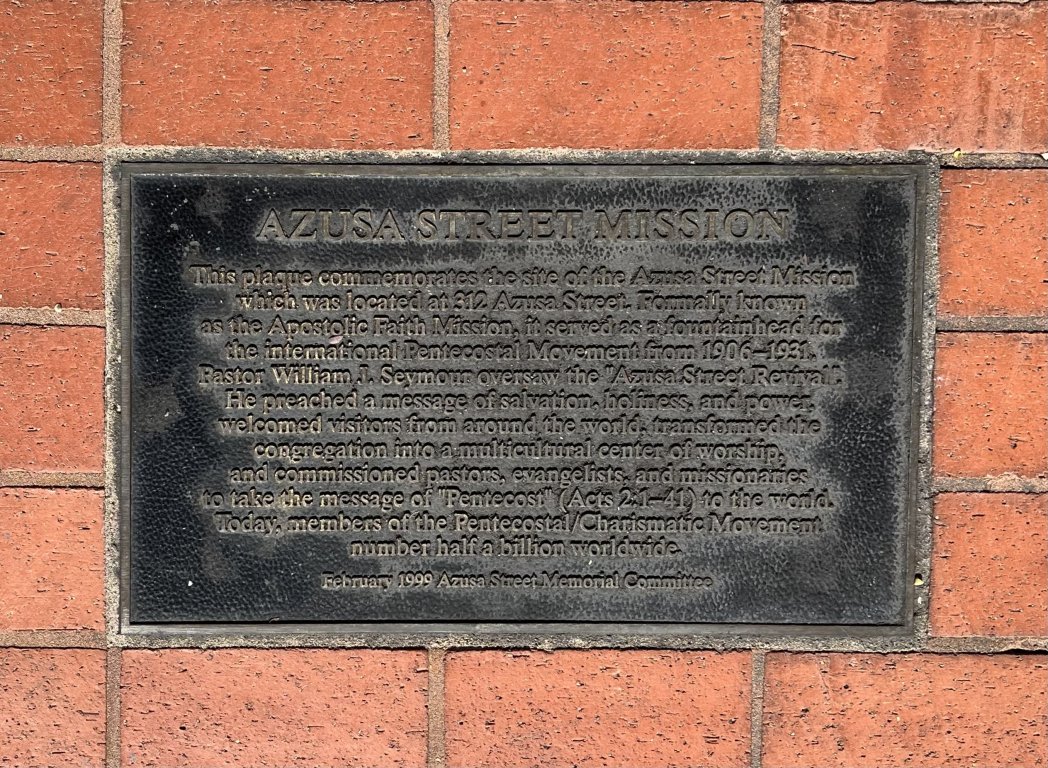 AZUSA STREET MISSION
This plaque commemorates the site of the Azusa Street Mission
which was located at 312 Azusa Street. Formally known
as the Apostolic Faith Mission, it served as a fountainhead for
the international Pentecostal Movement from 1906–1931.
Pastor William J. Seymour oversaw the "Azusa Street Revival".
He preached a message of salvation, holiness, and power,
welcomed visitors from around the world, transformed the
congregation into a multicultural center of worship,
and commissioned pastors, evangelists, and missionaries
to take the message of "Pentecost" (Acts 2:1–41) to the world.
Today, members of the Pentecostal/Charismatic Movement
number half a billion worldwide.
February 1999 Azusa Street Memorial Committee